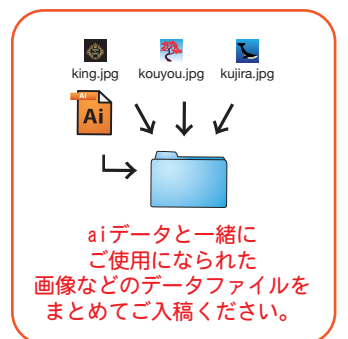 king.jpg kouyou.jpg kujira.jpg
Ai
Ai
aiデータと一緒に
ご使用になられた
画像などのデータファイルを
まとめてご入稿ください。